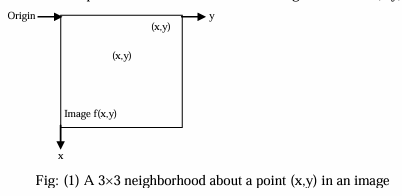 Origin
y
(x,y)
(x,y)
Image f(x,y)
x
Fig: (1) A 3×3 neighborhood about a point (x,y) in an image